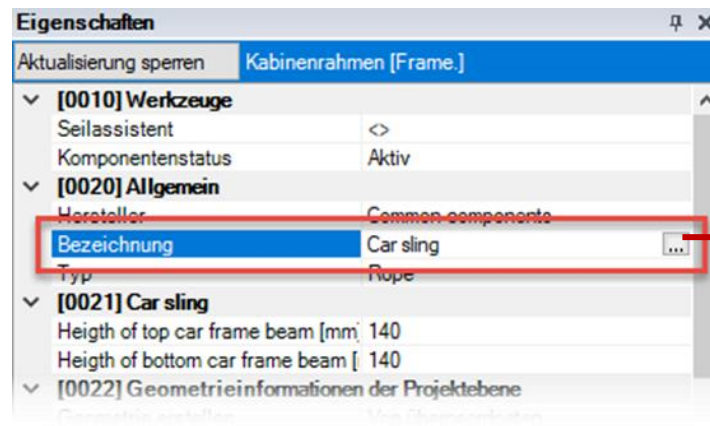 Eigenschaften
Aktualisierung sperren Kabinenrahmen [Frame.]
[0010] Werkzeuge
Seilassistent <>
Komponentenstatus Aktiv
[0020] Allgemein
Hersteller Common components
Bezeichnung Car sling ...
Typ Rope
[0021] Car sling
Heigth of top car frame beam [mm] 140
Heigth of bottom car frame beam [ 140
[0022] Geometrieinformationen der Projektebene
Geometrie erstellen